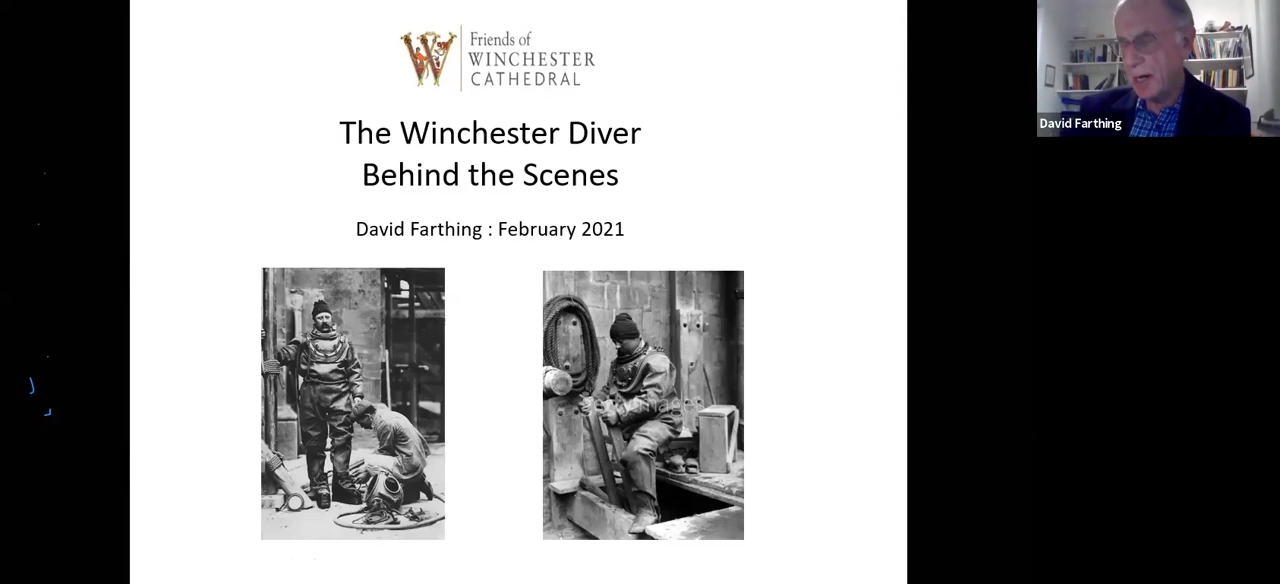 Friends of
WINCHESTER
CATHEDRAL
The Winchester Diver
Behind the Scenes
David Farthing : February 2021
David Farthing